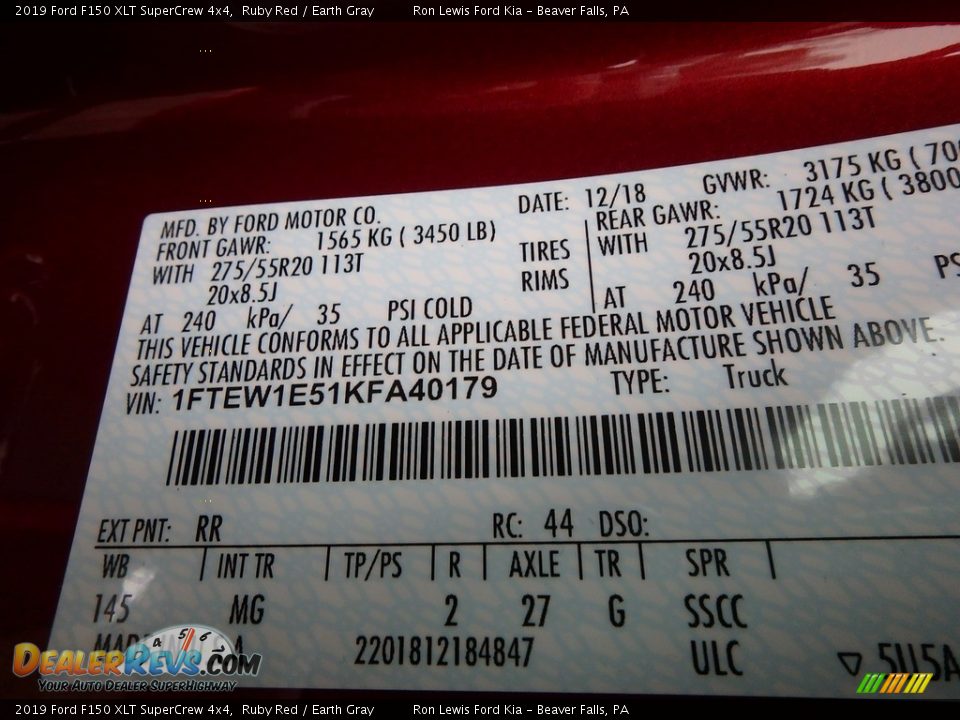 2019 Ford F150 XLT SuperCrew 4x4, Ruby Red / Earth Gray Ron Lewis Ford Kia - Beaver Falls, PA
MFD. BY FORD MOTOR CO. DATE: 12/18 GVWR: 3175 KG ( 700
FRONT GAWR: 1565 KG ( 3450 LB) REAR GAWR: 1724 KG ( 3800
WITH 275/55R20 113T TIRES WITH 275/55R20 113T
20x8.5J RIMS 20x8.5J
AT 240 kPa/ 35 PSI COLD AT 240 kPa/ 35 PS
THIS VEHICLE CONFORMS TO ALL APPLICABLE FEDERAL MOTOR VEHICLE
SAFETY STANDARDS IN EFFECT ON THE DATE OF MANUFACTURE SHOWN ABOVE.
VIN: 1FTEW1E51KFA40179 TYPE: Truck
EXT PNT: RR RC: 44 DSO:
WB INT TR TP/PS R AXLE TR SPR
145 MG 2 27 G SSCC
2201812184847 ULC
DealerRevs.com
Your Auto Dealer SuperHighway
2019 Ford F150 XLT SuperCrew 4x4, Ruby Red / Earth Gray Ron Lewis Ford Kia - Beaver Falls, PA